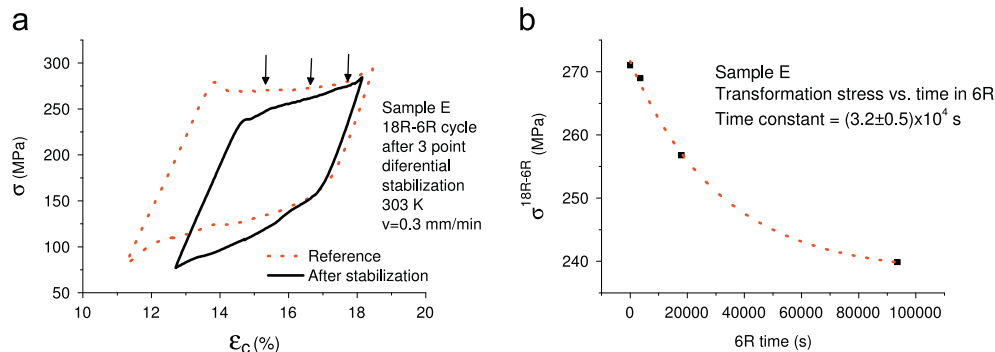 a
300
250
200
150
100
50
σ (MPa)
10 12 14 16 18 20
εC (%)
Sample E
18R-6R cycle
after 3 point
diferential
stabilization
303 K
v=0.3 mm/min
Reference
After stabilization
b
270
260
250
240
σ18R-6R (MPa)
0 20000 40000 60000 80000 100000
6R time (s)
Sample E
Transformation stress vs. time in 6R
Time constant = (3.2±0.5)x10⁴ s